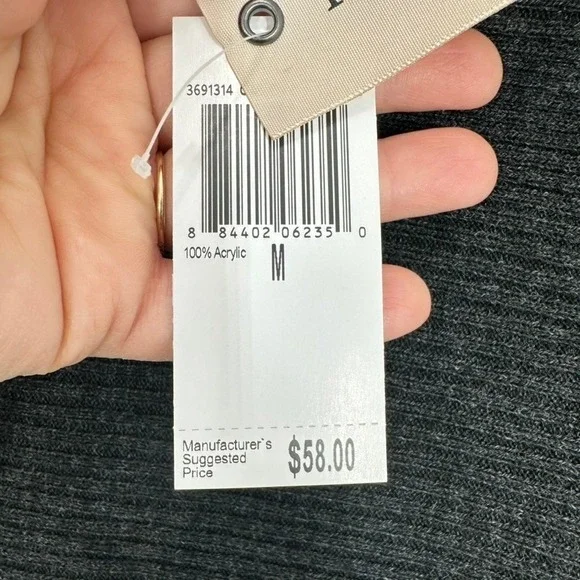 3691314
8 84402 06235 0
100% Acrylic
M
Manufacturer`s
Suggested
Price
$58.00